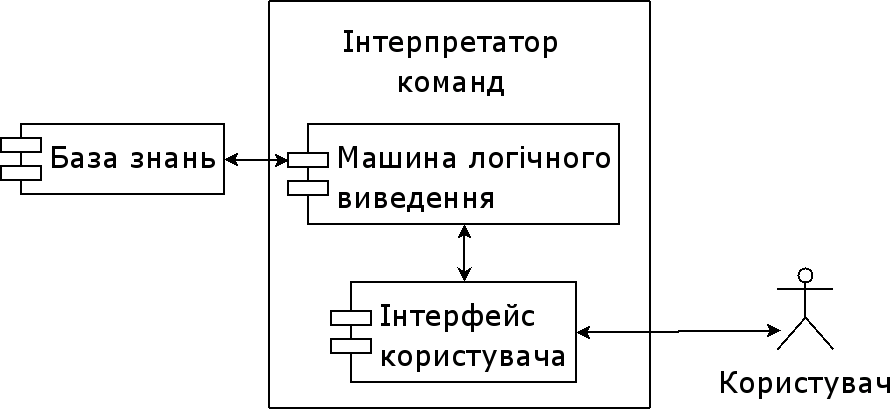 Інтерпретатор
команд
База знань
Машина логічного
виведення
Інтерфейс
користувача
Користувач